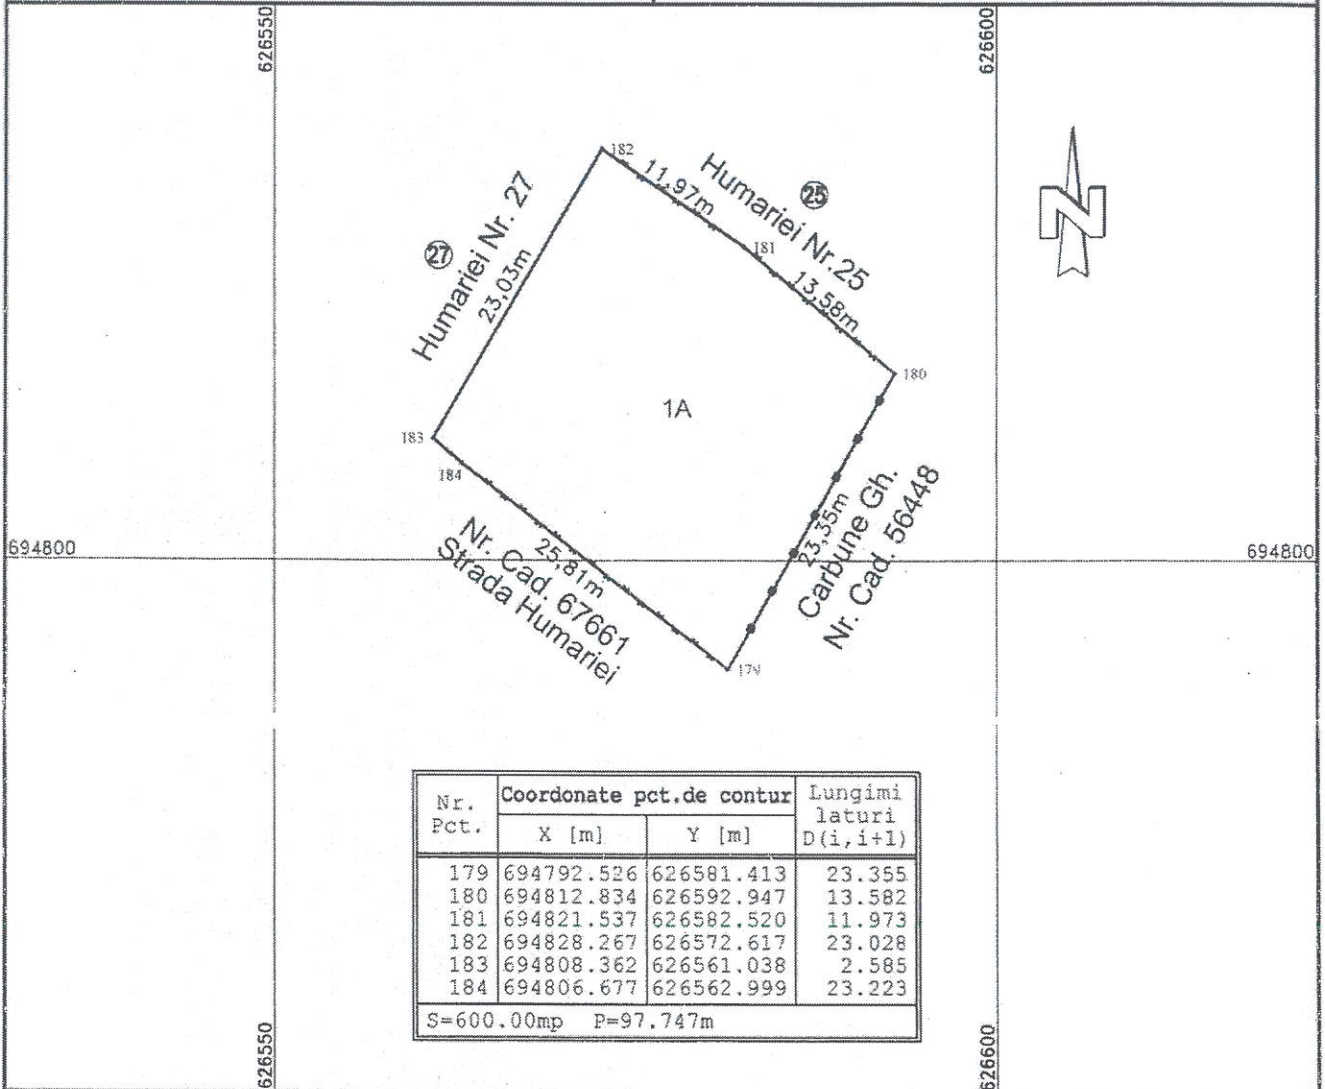 626550
626600
182
11,97m
Humariei Nr.25
25
181
13,58m
27
Humariei Nr. 27
23,03m
180
1A
183
184
Carbune Gh.
Nr. Cad. 56448
23,35m
25,81m
Nr. Cad. 67661
Strada Humariei
694800
694800
179
N
Nr. Pct. Coordonate pct.de contur Lungimi laturi D(i,i+1)
X [m] Y [m]
179 694792.526 626581.413 23.355
180 694812.834 626592.947 13.582
181 694821.537 626582.520 11.973
182 694828.267 626572.617 23.028
183 694808.362 626561.038 2.585
184 694806.677 626562.999 23.223
S=600.00mp P=97.747m
626550
626600